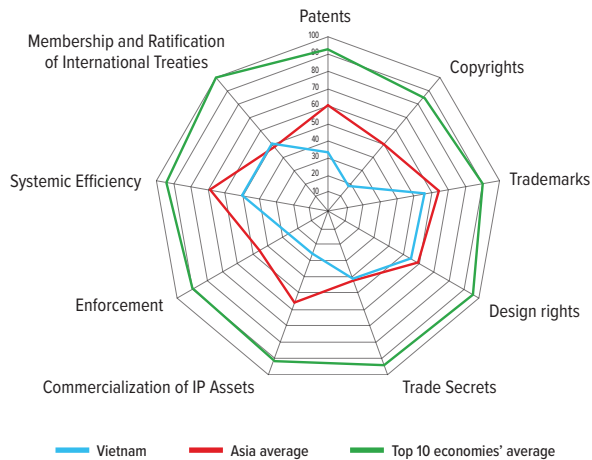 Patents
Membership and Ratification
of International Treaties
Copyrights
100
90
80
70
60
50
40
30
20
10
Systemic Efficiency
Trademarks
Enforcement
Design rights
Commercialization of IP Assets
Trade Secrets
Vietnam
Asia average
Top 10 economies’ average